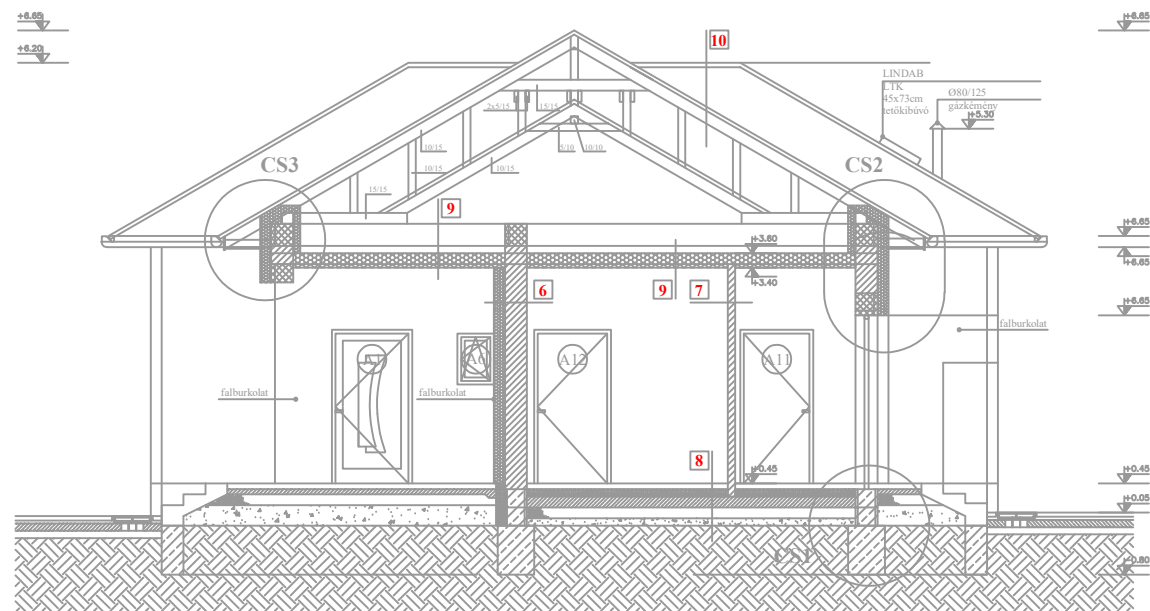 +6.65
+6.65
10
+6.20
LINDAB
LTK
45x73cm
tetőkibúvó
Ø80/125
gázkémény
+5.30
2x5/15
15/15
10/15
5/10
10/10
10/15
10/15
15/15
CS3
CS2
9
+6.65
+3.60
+6.65
+3.40
6
9
7
+6.65
falburkolat
A6
A12
A11
falburkolat
falburkolat
8
+0.45
+0.45
+0.05
CS1